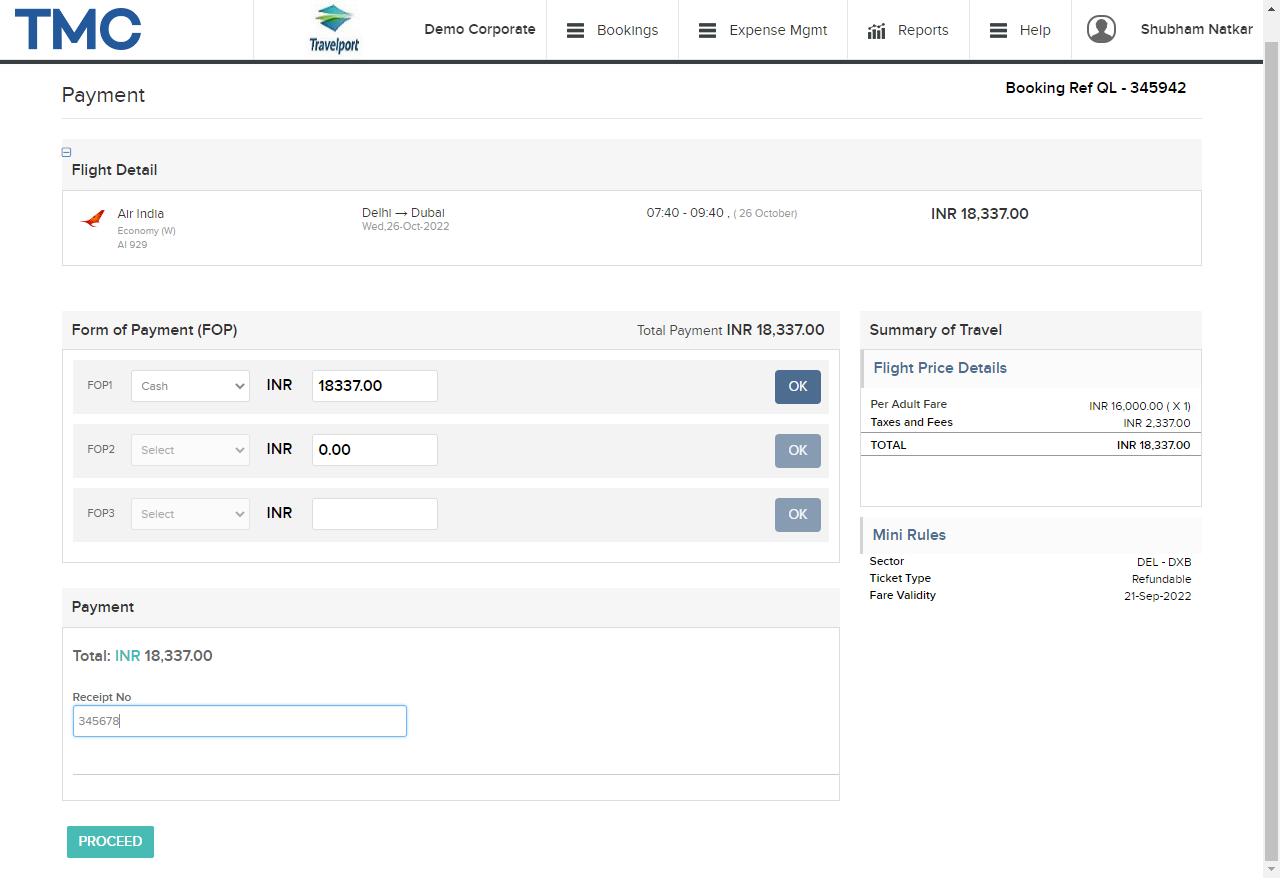 TMC
Travelport
Demo Corporate
Bookings
Expense Mgmt
Reports
Help
Shubham Natkar
Payment
Booking Ref QL - 345942
Flight Detail
Air India
Economy (W)
AI 929
Delhi → Dubai
Wed,26-Oct-2022
07:40 - 09:40 , ( 26 October)
INR 18,337.00
Form of Payment (FOP)
Total Payment INR 18,337.00
FOP1 Cash INR 18337.00 OK
FOP2 Select INR 0.00 OK
FOP3 Select INR OK
Summary of Travel
Flight Price Details
Per Adult Fare INR 16,000.00 ( X 1)
Taxes and Fees INR 2,337.00
TOTAL INR 18,337.00
Mini Rules
Sector DEL - DXB
Ticket Type Refundable
Fare Validity 21-Sep-2022
Payment
Total: INR 18,337.00
Receipt No
345678
PROCEED